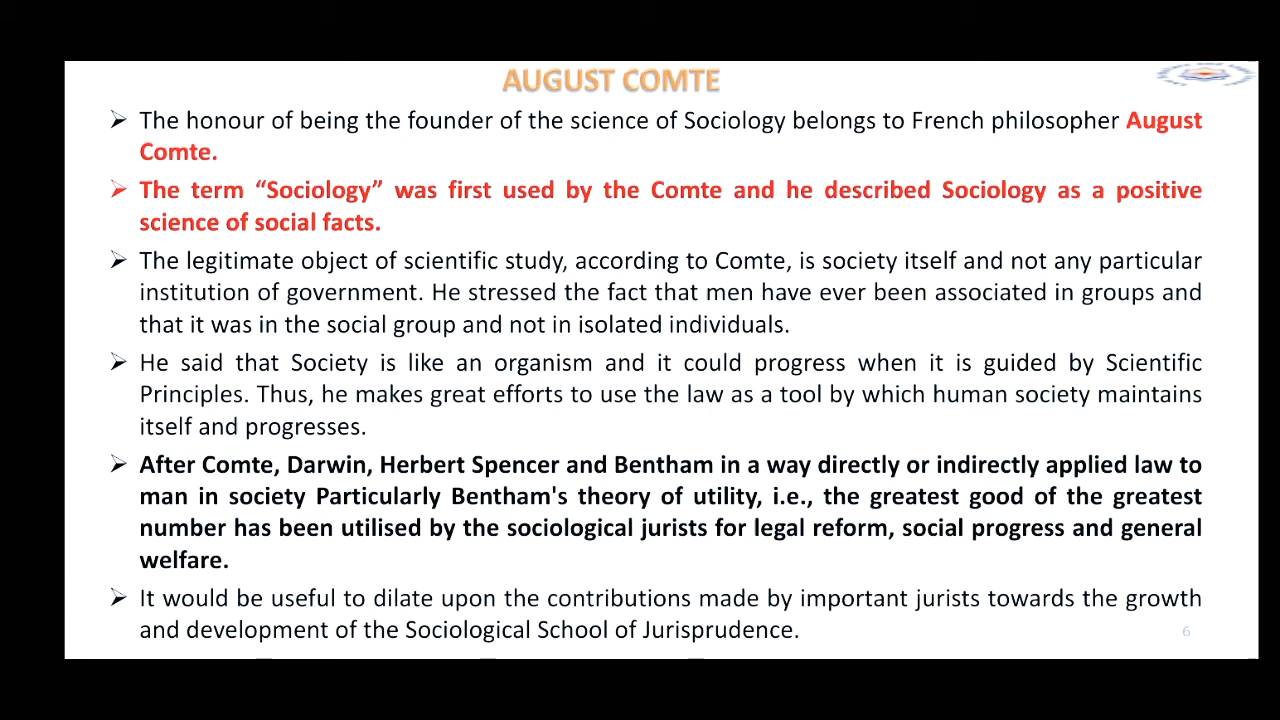 AUGUST COMTE
➢ The honour of being the founder of the science of Sociology belongs to French philosopher August
Comte.
➢ The term “Sociology” was first used by the Comte and he described Sociology as a positive
science of social facts.
➢ The legitimate object of scientific study, according to Comte, is society itself and not any particular
institution of government. He stressed the fact that men have ever been associated in groups and
that it was in the social group and not in isolated individuals.
➢ He said that Society is like an organism and it could progress when it is guided by Scientific
Principles. Thus, he makes great efforts to use the law as a tool by which human society maintains
itself and progresses.
➢ After Comte, Darwin, Herbert Spencer and Bentham in a way directly or indirectly applied law to
man in society Particularly Bentham's theory of utility, i.e., the greatest good of the greatest
number has been utilised by the sociological jurists for legal reform, social progress and general
welfare.
➢ It would be useful to dilate upon the contributions made by important jurists towards the growth
and development of the Sociological School of Jurisprudence.
6